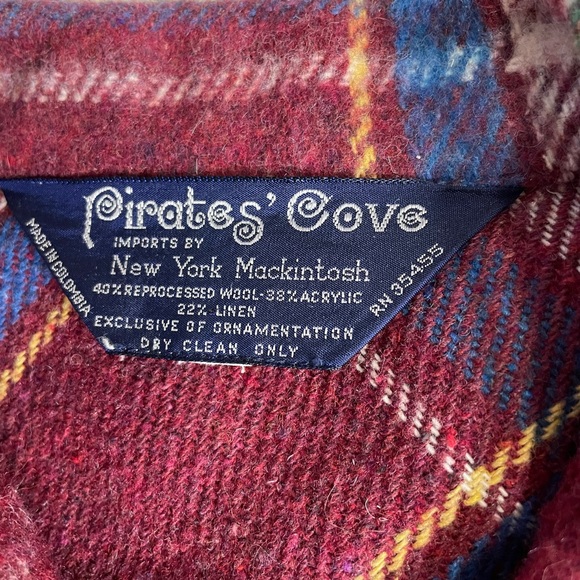 Pirates' Cove
IMPORTS BY
New York Mackintosh
40% REPROCESSED WOOL-38% ACRYLIC
22% LINEN
EXCLUSIVE OF ORNAMENTATION
DRY CLEAN ONLY
MADE IN COLOMBIA
RN 35455